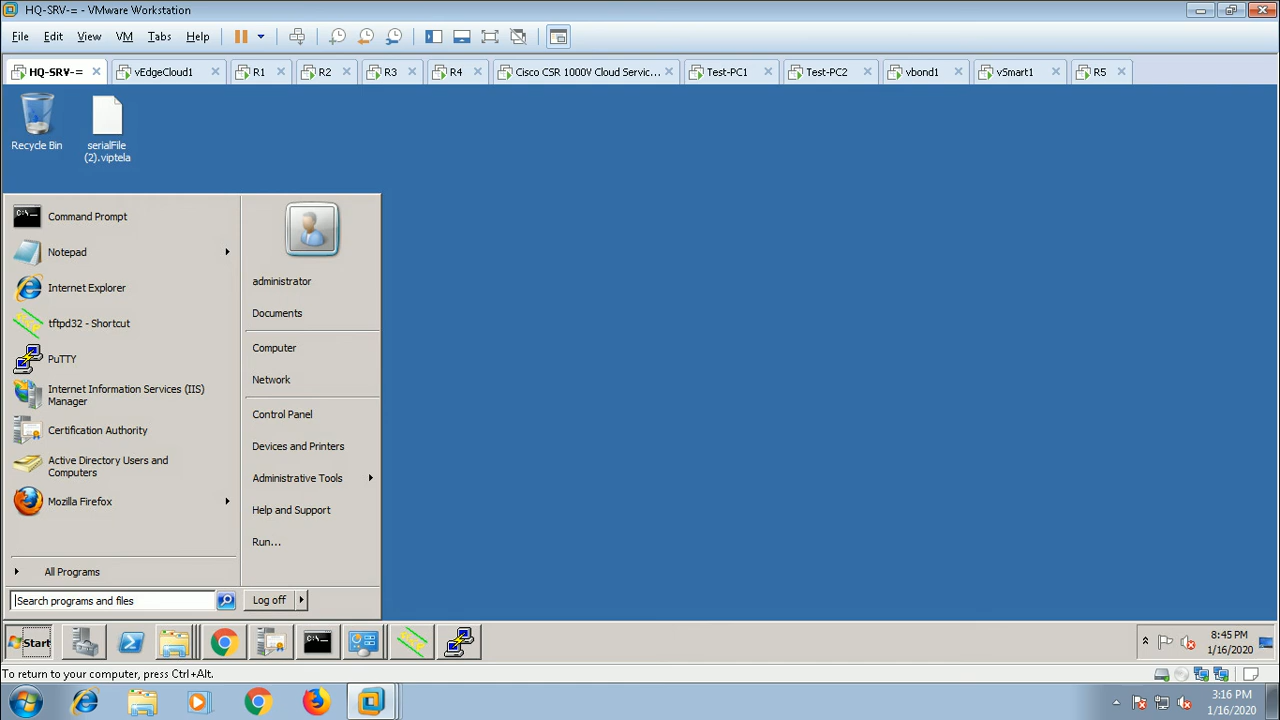 HQ-SRV-= - VMware Workstation
File Edit View VM Tabs Help
HQ-SRV-= vEdgeCloud1 R1 R2 R3 R4 Cisco CSR 1000V Cloud Servic... Test-PC1 Test-PC2 vbond1 vSmart1 R5
Recycle Bin
serialFile
(2).viptela
Command Prompt
Notepad
Internet Explorer
tftpd32 - Shortcut
PuTTY
Internet Information Services (IIS)
Manager
Certification Authority
Active Directory Users and
Computers
Mozilla Firefox
All Programs
Search programs and files
administrator
Documents
Computer
Network
Control Panel
Devices and Printers
Administrative Tools
Help and Support
Run...
Log off
Start
8:45 PM
1/16/2020
To return to your computer, press Ctrl+Alt.
3:16 PM
1/16/2020